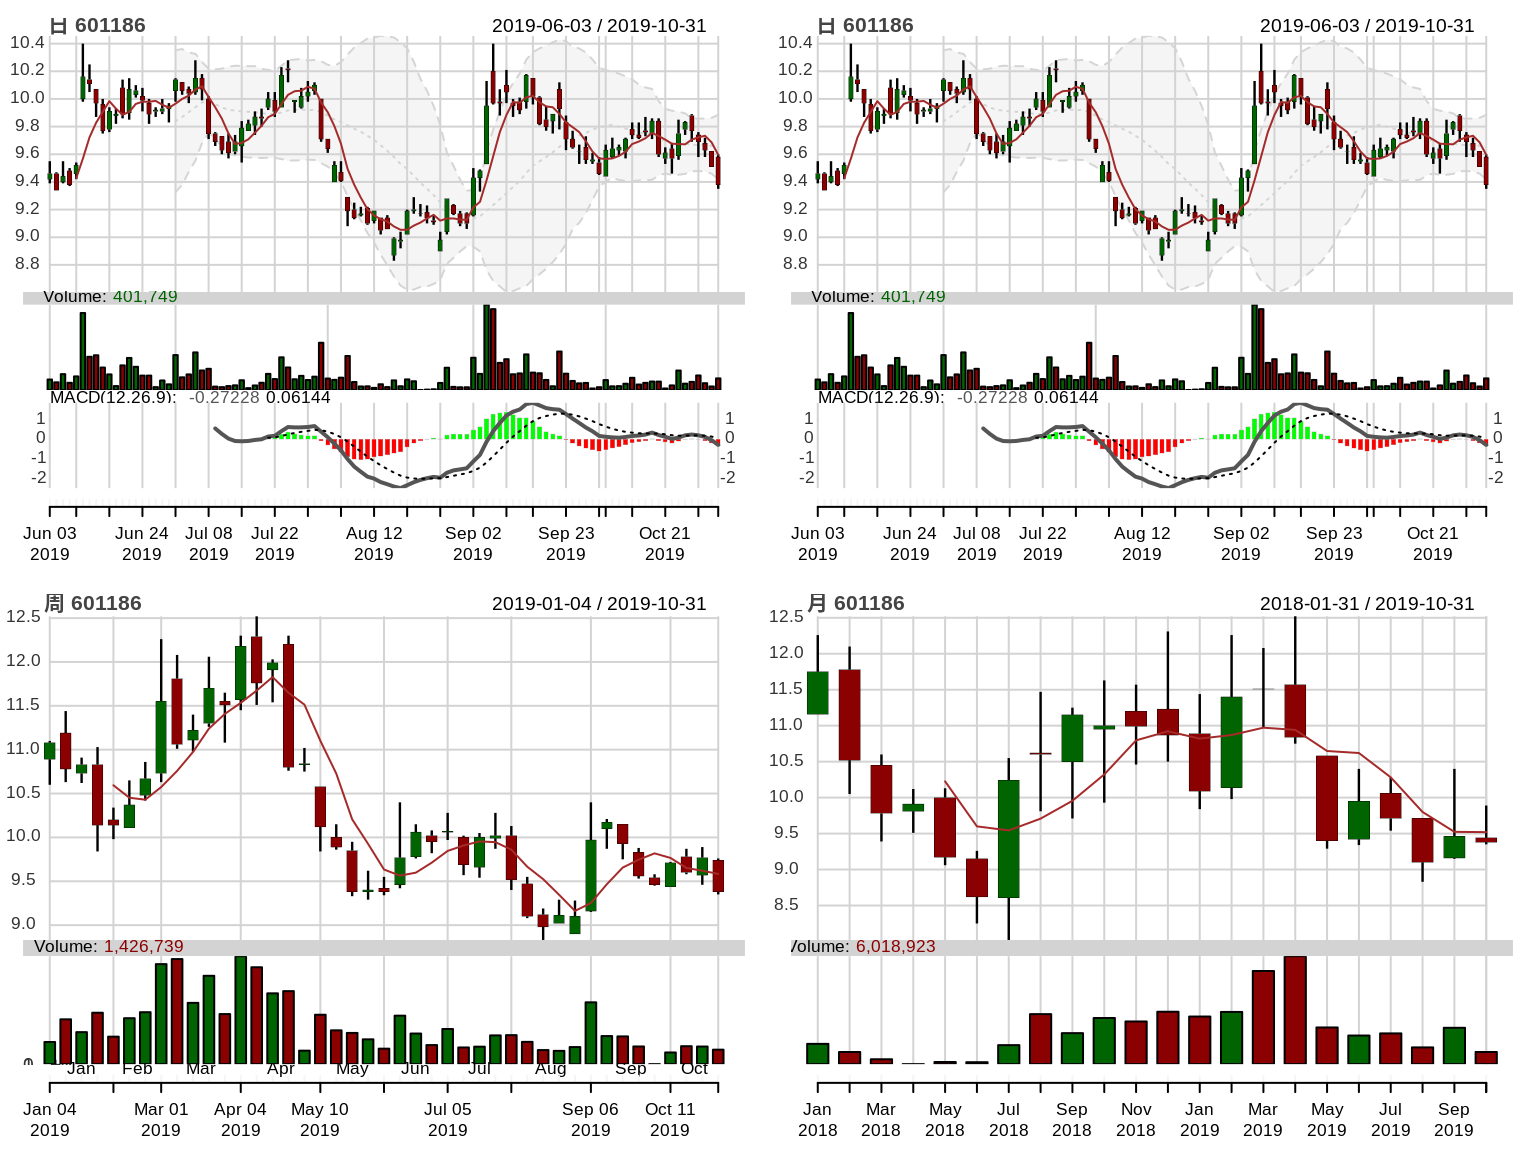 日 601186 2019-06-03 / 2019-10-31
10.4
10.2
10.0
9.8
9.6
9.4
9.2
9.0
8.8
Volume: 401,749
MACD(12,26,9): -0.27228 0.06144
1 1
0 0
-1 -1
-2 -2
Jun 03 Jun 24 Jul 08 Jul 22 Aug 12 Sep 02 Sep 23 Oct 21
2019 2019 2019 2019 2019 2019 2019 2019
日 601186 2019-06-03 / 2019-10-31
10.4
10.2
10.0
9.8
9.6
9.4
9.2
9.0
8.8
Volume: 401,749
MACD(12,26,9): -0.27228 0.06144
1 1
0 0
-1 -1
-2 -2
Jun 03 Jun 24 Jul 08 Jul 22 Aug 12 Sep 02 Sep 23 Oct 21
2019 2019 2019 2019 2019 2019 2019 2019
周 601186 2019-01-04 / 2019-10-31
12.5
12.0
11.5
11.0
10.5
10.0
9.5
9.0
Volume: 1,426,739
0
Jan Feb Mar Apr May Jun Jul Aug Sep Oct
Jan 04 Mar 01 Apr 04 May 10 Jul 05 Sep 06 Oct 11
2019 2019 2019 2019 2019 2019 2019
月 601186 2018-01-31 / 2019-10-31
12.5
12.0
11.5
11.0
10.5
10.0
9.5
9.0
8.5
Volume: 6,018,923
Jan Mar May Jul Sep Nov Jan Mar May Jul Sep
2018 2018 2018 2018 2018 2018 2019 2019 2019 2019 2019